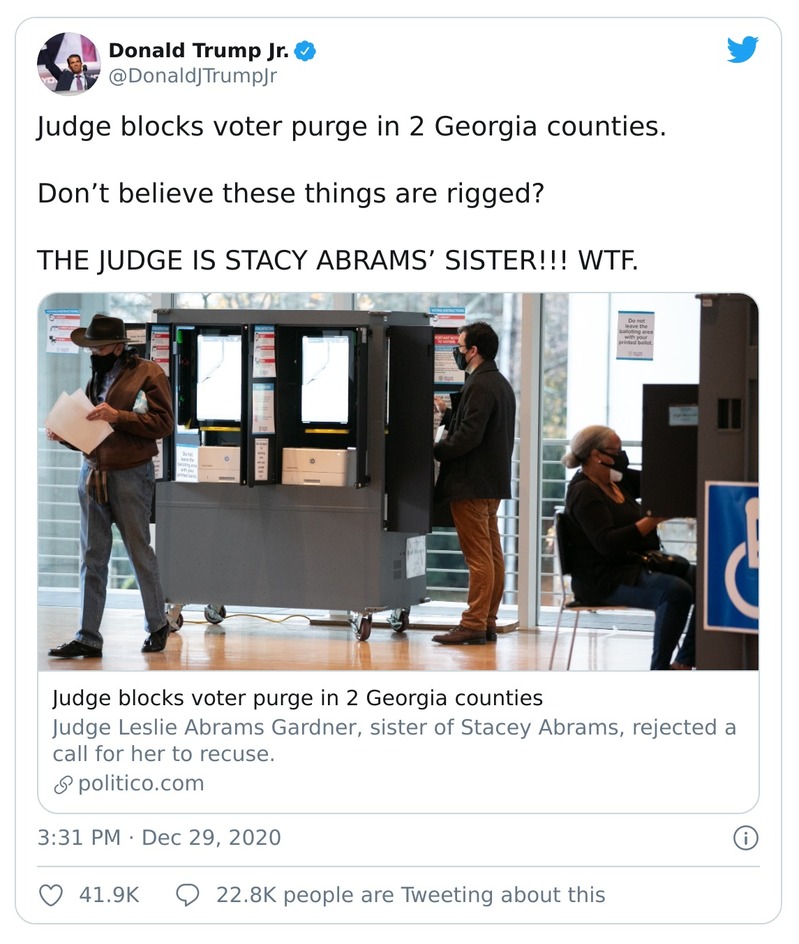 Donald Trump Jr.
@DonaldJTrumpJr
Judge blocks voter purge in 2 Georgia counties.
Don’t believe these things are rigged?
THE JUDGE IS STACY ABRAMS’ SISTER!!! WTF.
Do not
leave the
balloting area
with your
printed ballot.
Judge blocks voter purge in 2 Georgia counties
Judge Leslie Abrams Gardner, sister of Stacey Abrams, rejected a
call for her to recuse.
politico.com
3:31 PM · Dec 29, 2020
41.9K
22.8K people are Tweeting about this